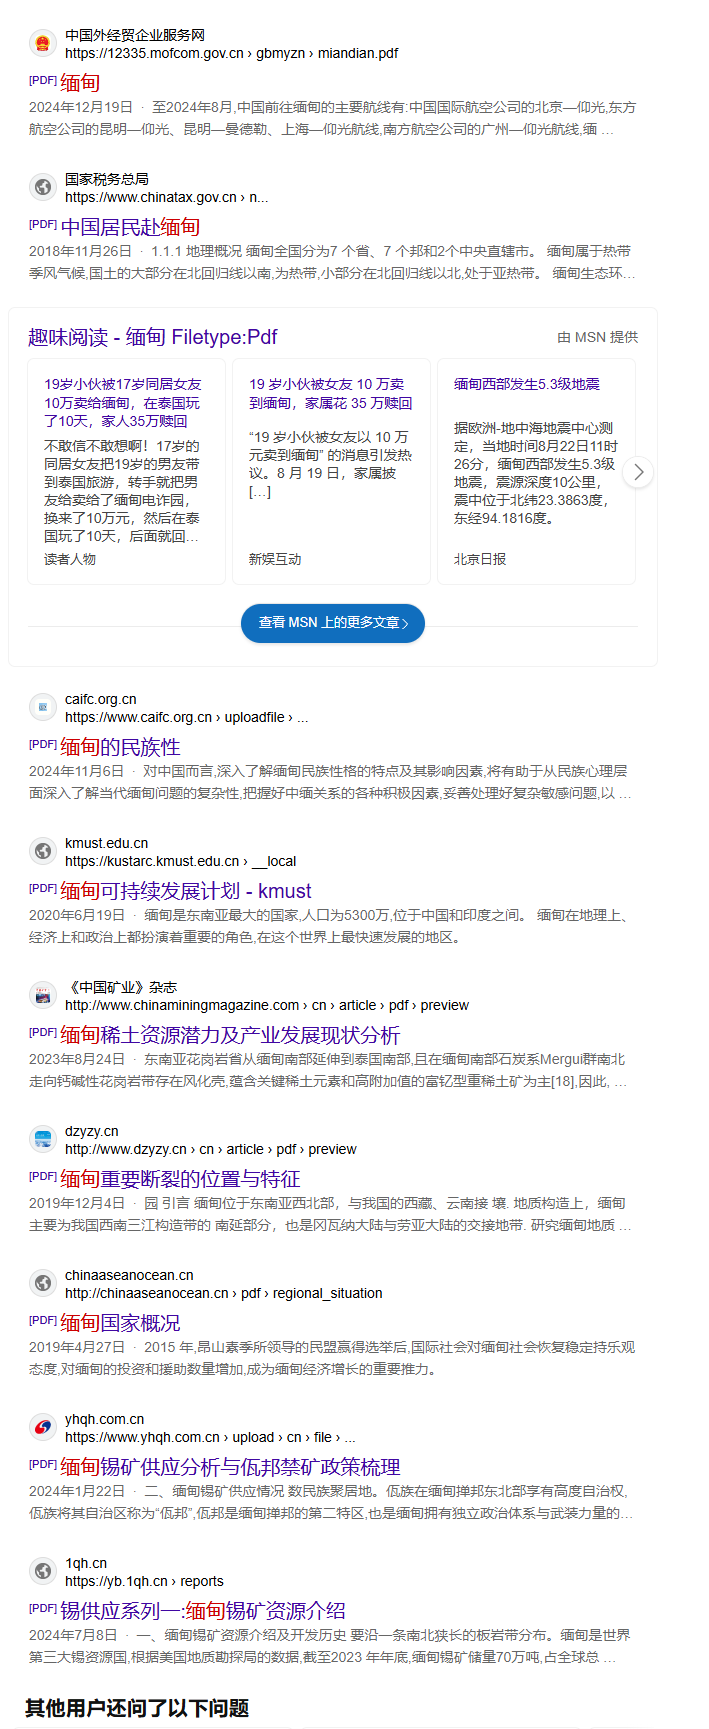 中国外经贸企业服务网
https://12335.mofcom.gov.cn › gbmyzn › miandian.pdf
[PDF] 缅甸
2024年12月19日 · 至2024年8月,中国前往缅甸的主要航线有:中国国际航空公司的北京—仰光,东方
航空公司的昆明—仰光、昆明—曼德勒、上海—仰光航线,南方航空公司的广州—仰光航线,缅 …
国家税务总局
https://www.chinatax.gov.cn › n...
[PDF] 中国居民赴缅甸
2018年11月26日 · 1.1.1 地理概况 缅甸全国分为7 个省、7 个邦和2个中央直辖市。 缅甸属于热带
季风气候,国土的大部分在北回归线以南,为热带,小部分在北回归线以北,处于亚热带。 缅甸生态环…
趣味阅读 - 缅甸 Filetype:Pdf
由 MSN 提供
19岁小伙被17岁同居女友
10万卖给缅甸，在泰国玩
了10天，家人35万赎回
不敢信不敢想啊！17岁的
同居女友把19岁的男友带
到泰国旅游，转手就把男
友给卖给了缅甸电诈园，
换来了10万元，然后在泰
国玩了10天，后面就回…
读者人物
19 岁小伙被女友 10 万卖
到缅甸，家属花 35 万赎回
“19 岁小伙被女友以 10 万
元卖到缅甸” 的消息引发热
议。8 月 19 日，家属披
[…]
新娱互动
缅甸西部发生5.3级地震
据欧洲-地中海地震中心测
定，当地时间8月22日11时
26分，缅甸西部发生5.3级
地震，震源深度10公里，
震中位于北纬23.3863度，
东经94.1816度。
北京日报
查看 MSN 上的更多文章
caifc.org.cn
https://www.caifc.org.cn › uploadfile › ...
[PDF] 缅甸的民族性
2024年11月6日 · 对中国而言,深入了解缅甸民族性格的特点及其影响因素,将有助于从民族心理层
面深入了解当代缅甸问题的复杂性,把握好中缅关系的各种积极因素,妥善处理好复杂敏感问题,以 …
kmust.edu.cn
https://kustarc.kmust.edu.cn › __local
[PDF] 缅甸可持续发展计划 - kmust
2020年6月19日 · 缅甸是东南亚最大的国家,人口为5300万,位于中国和印度之间。 缅甸在地理上、
经济上和政治上都扮演着重要的角色,在这个世界上最快速发展的地区。
《中国矿业》杂志
http://www.chinaminingmagazine.com › cn › article › pdf › preview
[PDF] 缅甸稀土资源潜力及产业发展现状分析
2023年8月24日 · 东南亚花岗岩省从缅甸南部延伸到泰国南部,且在缅甸南部石炭系Mergui群南北
走向钙碱性花岗岩带存在风化壳,蕴含关键稀土元素和高附加值的富钇型重稀土矿为主[18],因此, …
dzyzy.cn
http://www.dzyzy.cn › cn › article › pdf › preview
[PDF] 缅甸重要断裂的位置与特征
2019年12月4日 · 园 引言 缅甸位于东南亚西北部，与我国的西藏、云南接 壤. 地质构造上，缅甸
主要为我国西南三江构造带的 南延部分，也是冈瓦纳大陆与劳亚大陆的交接地带. 研究缅甸地质 …
chinaaseanocean.cn
http://chinaaseanocean.cn › pdf › regional_situation
[PDF] 缅甸国家概况
2019年4月27日 · 2015 年,昂山素季所领导的民盟赢得选举后,国际社会对缅甸社会恢复稳定持乐观
态度,对缅甸的投资和援助数量增加,成为缅甸经济增长的重要推力。
yhqh.com.cn
https://www.yhqh.com.cn › upload › cn › file › ...
[PDF] 缅甸锡矿供应分析与佤邦禁矿政策梳理
2024年1月22日 · 二、缅甸锡矿供应情况 数民族聚居地。佤族在缅甸掸邦东北部享有高度自治权,
佤族将其自治区称为“佤邦”,佤邦是缅甸掸邦的第二特区,也是缅甸拥有独立政治体系与武装力量的…
1qh.cn
https://yb.1qh.cn › reports
[PDF] 锡供应系列一:缅甸锡矿资源介绍
2024年7月8日 · 一、缅甸锡矿资源介绍及开发历史 要沿一条南北狭长的板岩带分布。缅甸是世界
第三大锡资源国,根据美国地质勘探局的数据,截至2023 年年底,缅甸锡矿储量70万吨,占全球总 …
其他用户还问了以下问题